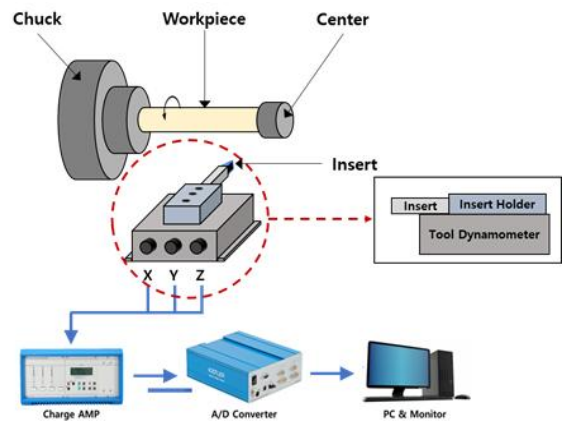 Chuck
Workpiece
Center
Insert
Insert
Insert Holder
Tool Dynamometer
X Y Z
Charge AMP
A/D Converter
PC & Monitor